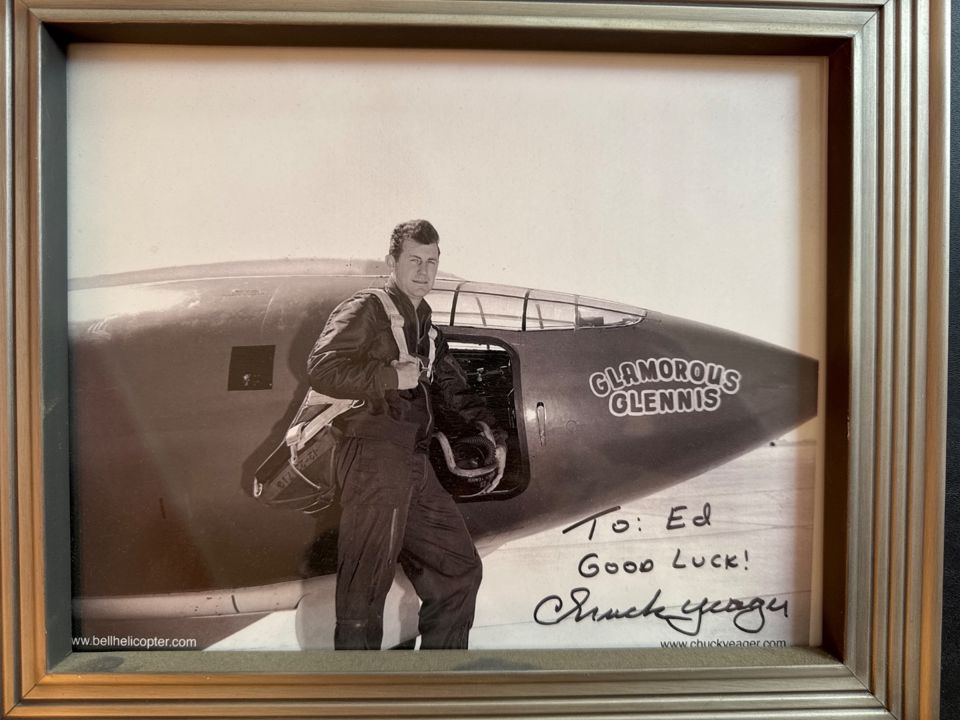 GLAMOROUS
GLENNIS
To: Ed
Good Luck!
Chuck Yeager
www.bellhelicopter.com
www.chuckyeager.com